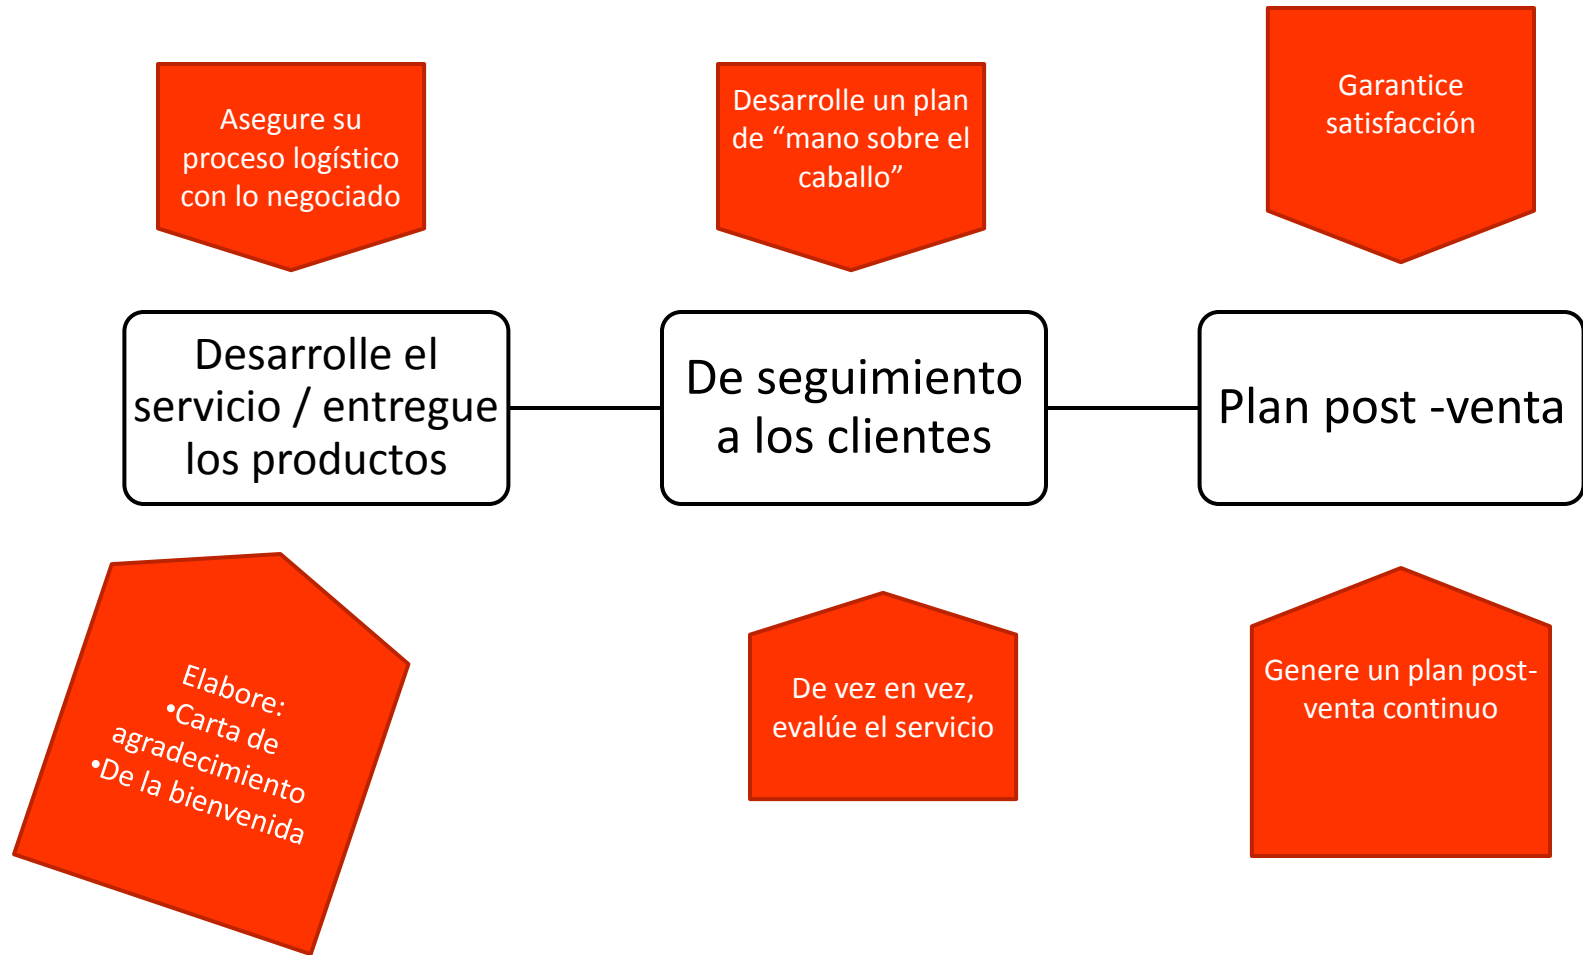 Asegure su
proceso logístico
con lo negociado
Desarrolle un plan
de “mano sobre el
caballo”
Garantice
satisfacción
Desarrolle el
servicio / entregue
los productos
De seguimiento
a los clientes
Plan post -venta
Elabore:
•Carta de
agradecimiento
•De la bienvenida
De vez en vez,
evalúe el servicio
Genere un plan post-
venta continuo